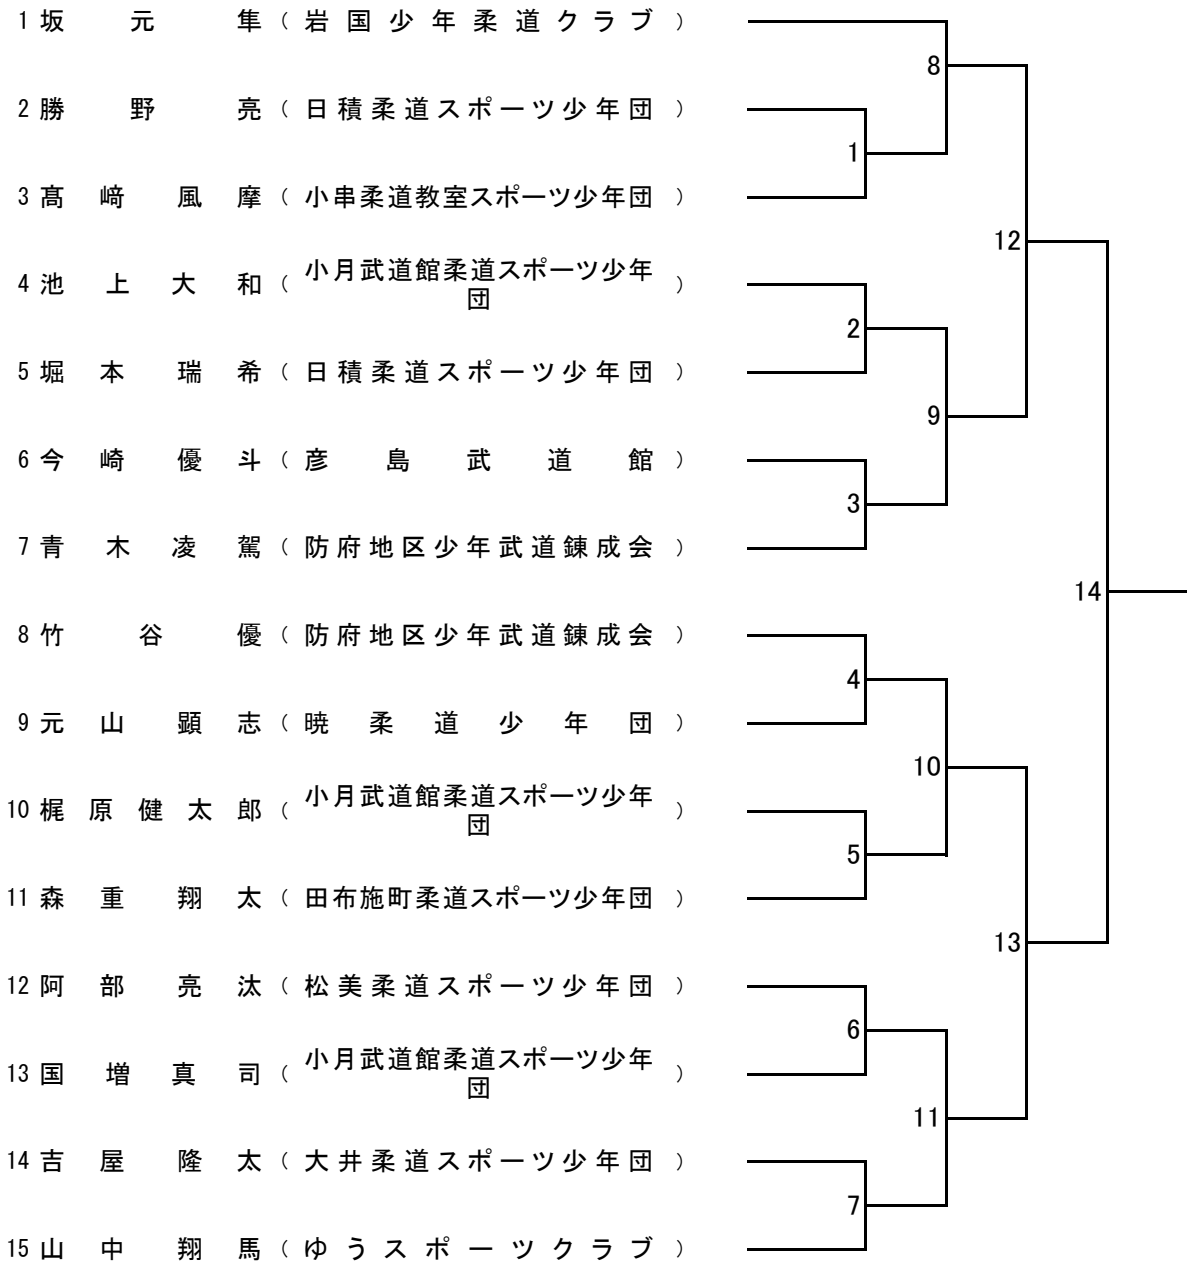 1 坂元隼（岩国少年柔道クラブ）
8
2 勝野亮（日積柔道スポーツ少年団）
1
3 髙﨑風摩（小串柔道教室スポーツ少年団）
12
4 池上大和（小月武道館柔道スポーツ少年団）
2
5 堀本瑞希（日積柔道スポーツ少年団）
9
6 今崎優斗（彦島武道館）
3
7 青木凌駕（防府地区少年武道錬成会）
14
8 竹谷優（防府地区少年武道錬成会）
4
9 元山顕志（暁柔道少年団）
10
10 梶原健太郎（小月武道館柔道スポーツ少年団）
5
11 森重翔太（田布施町柔道スポーツ少年団）
13
12 阿部亮汰（松美柔道スポーツ少年団）
6
13 国増真司（小月武道館柔道スポーツ少年団）
11
14 吉屋隆太（大井柔道スポーツ少年団）
7
15 山中翔馬（ゆうスポーツクラブ）